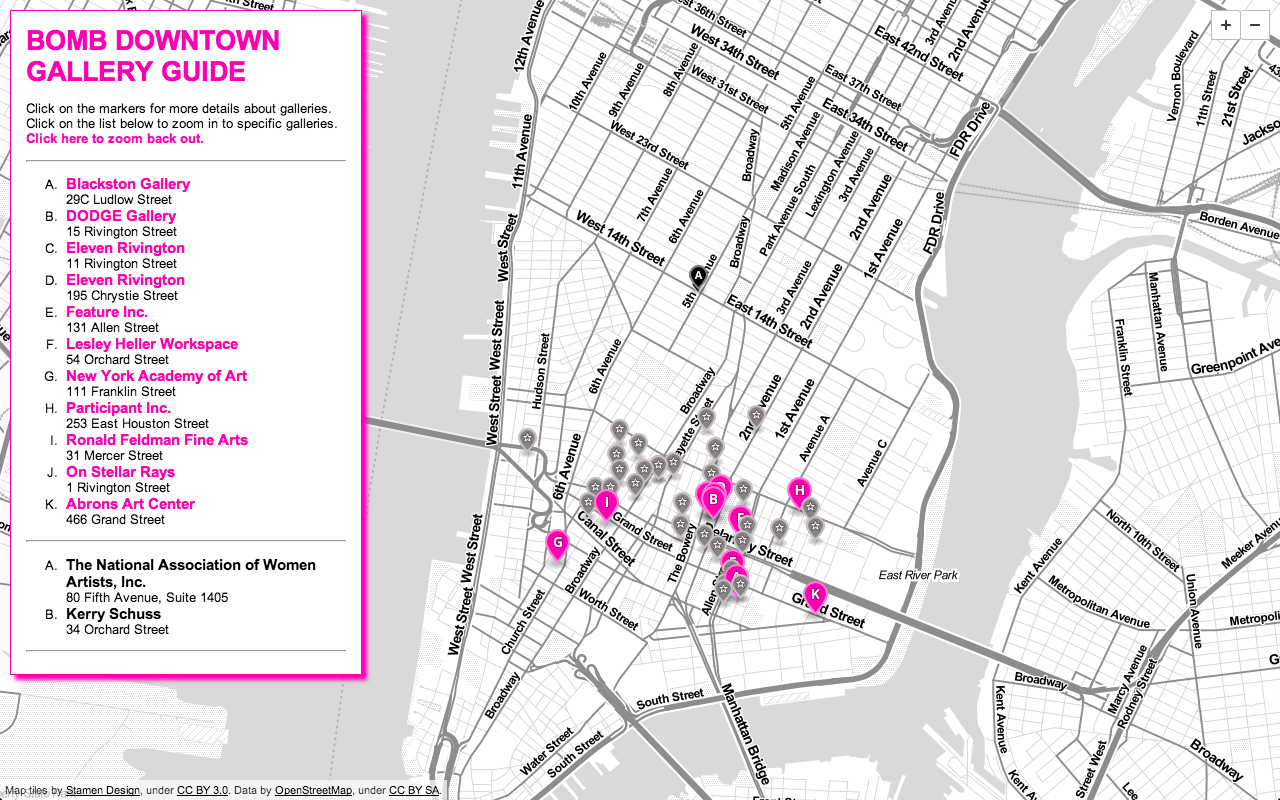 BOMB DOWNTOWN
GALLERY GUIDE
Click on the markers for more details about galleries.
Click on the list below to zoom in to specific galleries.
Click here to zoom back out.
A. Blackston Gallery
29C Ludlow Street
B. DODGE Gallery
15 Rivington Street
C. Eleven Rivington
11 Rivington Street
D. Eleven Rivington
195 Chrystie Street
E. Feature Inc.
131 Allen Street
F. Lesley Heller Workspace
54 Orchard Street
G. New York Academy of Art
111 Franklin Street
H. Participant Inc.
253 East Houston Street
I. Ronald Feldman Fine Arts
31 Mercer Street
J. On Stellar Rays
1 Rivington Street
K. Abrons Art Center
466 Grand Street
A. The National Association of Women
Artists, Inc.
80 Fifth Avenue, Suite 1405
B. Kerry Schuss
34 Orchard Street
+ −
West 36th Street
12th Avenue
West 34th Street
East 42nd Street
3rd Avenue
2nd Avenue
10th Avenue
9th Avenue
8th Avenue
West 31st Street
East 37th Street
5th Avenue
East 34th Street
FDR Drive
Vernon Boulevard
11th Street
21st Street
Jackso
11th Avenue
West 23rd Street
Broadway
Madison Avenue
Park Avenue South
Lexington Avenue
3rd Avenue
2nd Avenue
1st Avenue
FDR Drive
Borden Avenue
7th Avenue
6th Avenue
Broadway
West Street
West 14th Street
A
5th
nue
East 14th Street
3rd Avenue
2nd Avenue
Manhattan Avenue
Franklin Street
Greenpoint Ave
West Street
West Street
Hudson Street
6th Avenue
Broadway
2n
venue
1st Avenue
Avenue A
Avenue C
6th Avenue
I
B
H
G
K
Grand Street
Canal Street
The Bowery
Street
East River Park
Broadway
Worth Street
Church Street
Grand Street
West Street
West Street
Broadway
South Street
Manhattan Bridge
Water Street
South Street
North 10th Street
Kent Avenue
Metropolitan Avenue
Union Avenue
Meeker Avenue
Metropoli
Broadway
Marcy Avenue
Rodney Street
Kent Avenue
Broadway
Street West
Lee
Map tiles by Stamen Design, under CC BY 3.0. Data by OpenStreetMap, under CC BY SA.